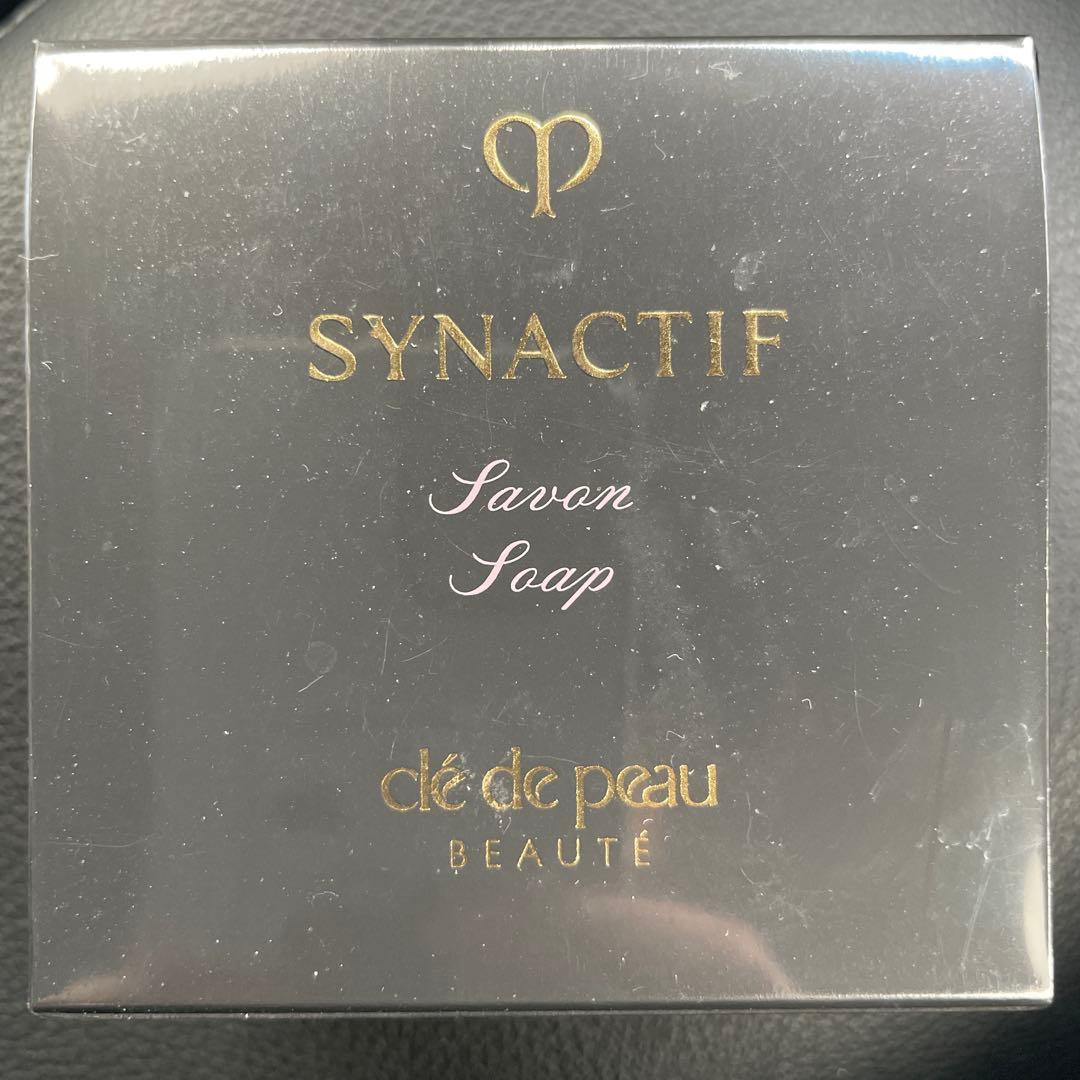 SYNACTIF
Savon
Soap
clé de peau
BEAUTÉ